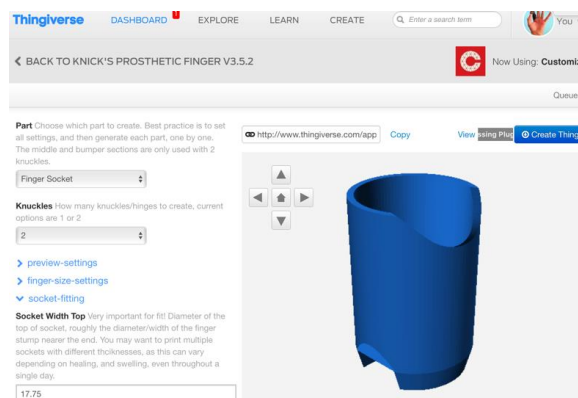 Thingiverse DASHBOARD EXPLORE LEARN CREATE Enter a search term You
BACK TO KNICK'S PROSTHETIC FINGER V3.5.2 Now Using: Customiz
Queue
Part Choose which part to create. Best practice is to set
all settings, and then generate each part, one by one.
The middle and bumper sections are only used with 2
knuckles.
Finger Socket
Knuckles How many knuckles/hinges to create, current
options are 1 or 2
2
preview-settings
finger-size-settings
socket-fitting
Socket Width Top Very important for fit! Diameter of the
top of socket, roughly the diameter/width of the finger
stump nearer the end. You may want to print multiple
sockets with different thciknesses, as this can vary
depending on healing, and swelling, even throughout a
single day.
17.75
http://www.thingiverse.com/app Copy View ssing Plug Create Thing